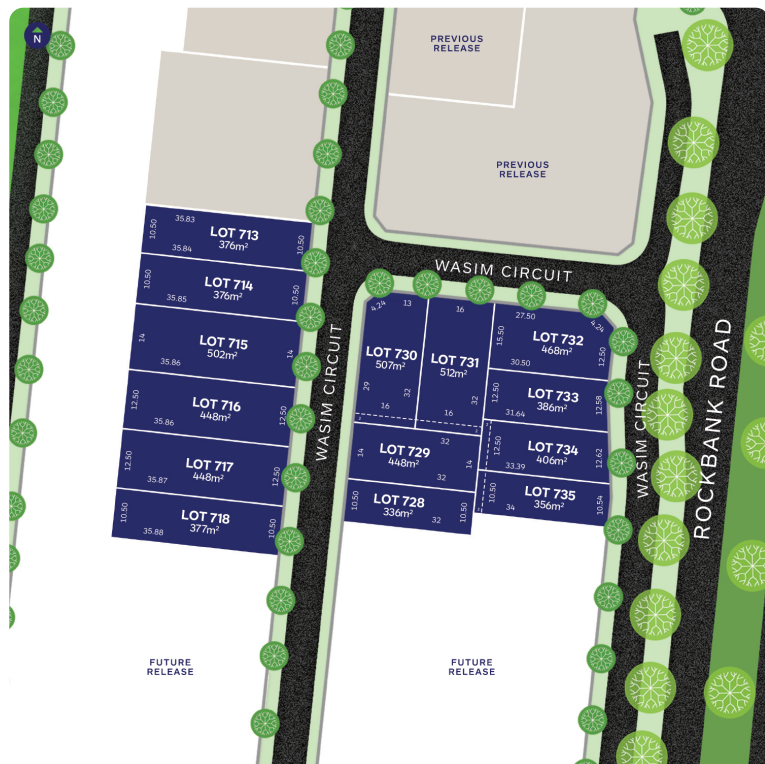 N
PREVIOUS
RELEASE
PREVIOUS
RELEASE
35.83
10.50
LOT 713
376m²
10.50
35.84
10.50
LOT 714
376m²
10.50
35.85
14
LOT 715
502m²
14
35.86
12.50
LOT 716
448m²
12.50
35.86
12.50
LOT 717
448m²
12.50
35.87
10.50
LOT 718
377m²
10.50
35.88
WASIM CIRCUIT
WASIM CIRCUIT
WASIM CIRCUIT
ROCKBANK ROAD
4.24
13
LOT 730
507m²
29
32
16
16
LOT 731
512m²
32
16
27.50
4.24
15.50
LOT 732
468m²
12.50
30.50
12.50
LOT 733
386m²
12.58
31.64
12.50
LOT 734
406m²
12.62
33.39
10.50
LOT 735
356m²
10.54
34
32
14
LOT 729
448m²
14
32
10.50
LOT 728
336m²
10.50
32
FUTURE
RELEASE
FUTURE
RELEASE